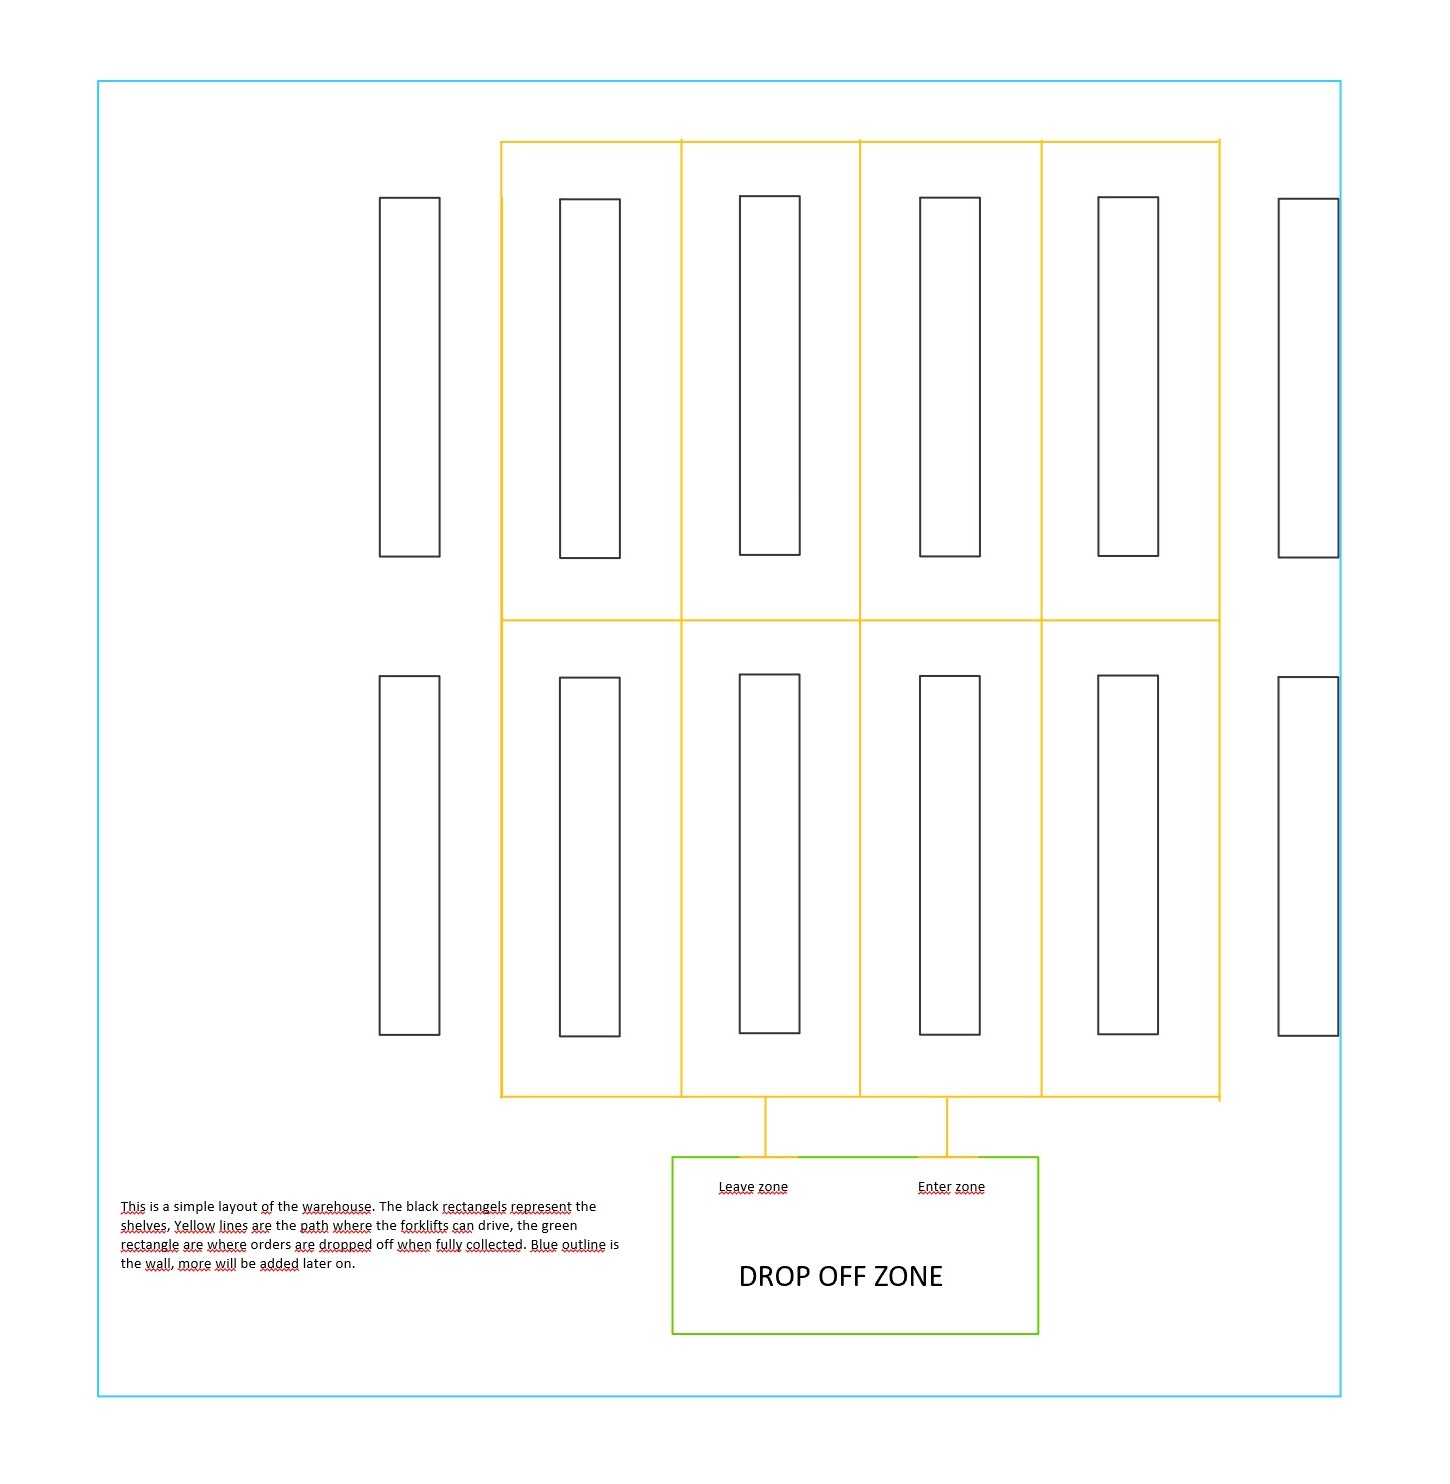 Leave zone
Enter zone
This is a simple layout of the warehouse. The black rectangels represent the
shelves, Yellow lines are the path where the forklifts can drive, the green
rectangle are where orders are dropped off when fully collected. Blue outline is
the wall, more will be added later on.
DROP OFF ZONE